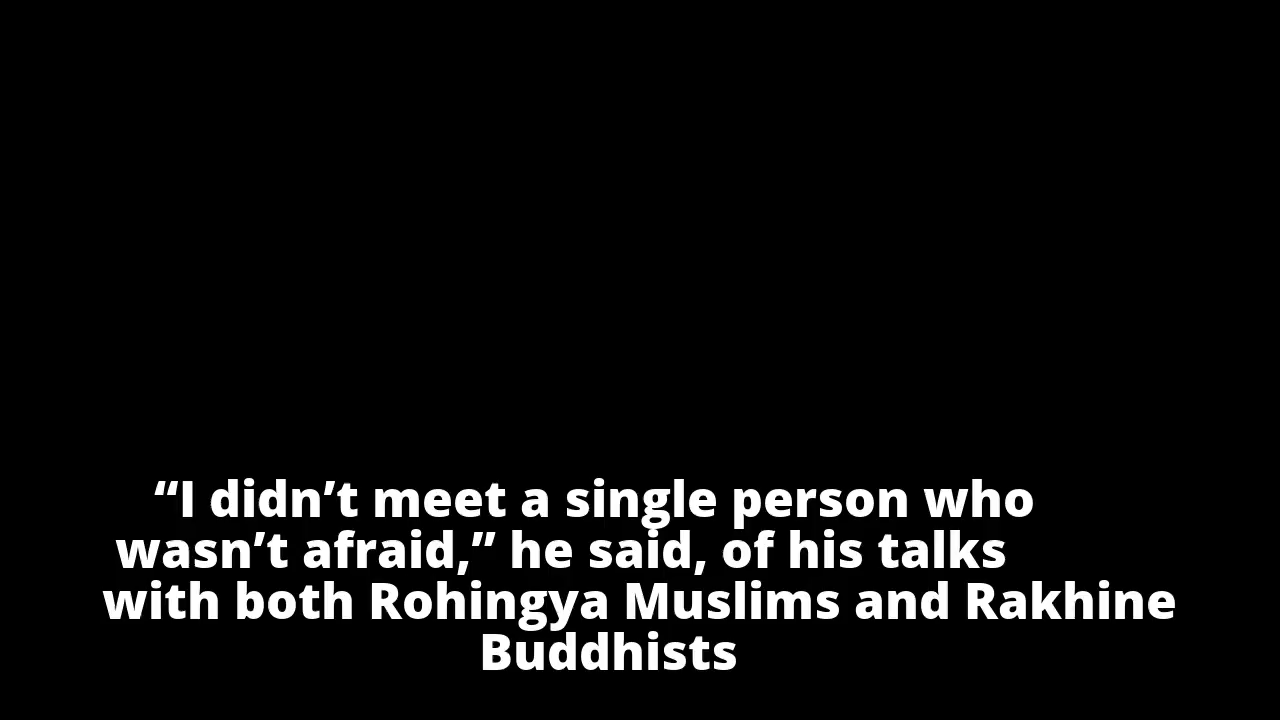 “I didn’t meet a single person who
wasn’t afraid,” he said, of his talks
with both Rohingya Muslims and Rakhine
Buddhists